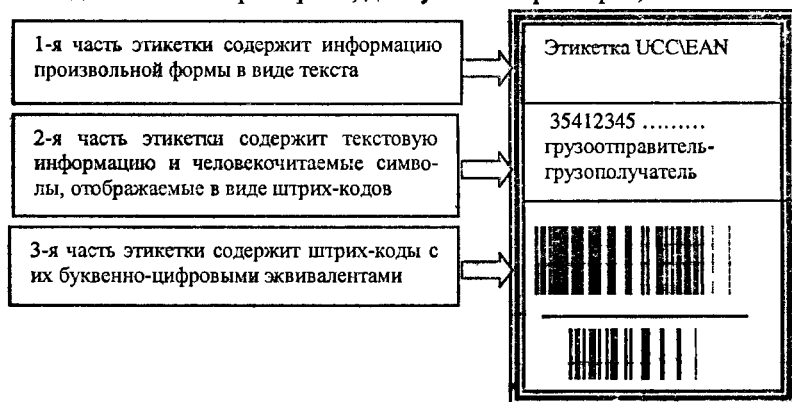 1-я часть этикетки содержит информацию
произвольной формы в виде текста
2-я часть этикетки содержит текстовую
информацию и человекочитаемые симво-
лы, отображаемые в виде штрих-кодов
3-я часть этикетки содержит штрих-коды с
их буквенно-цифровыми эквивалентами
Этикетка UCC\EAN
35412345 .........
грузоотправитель-
грузополучатель